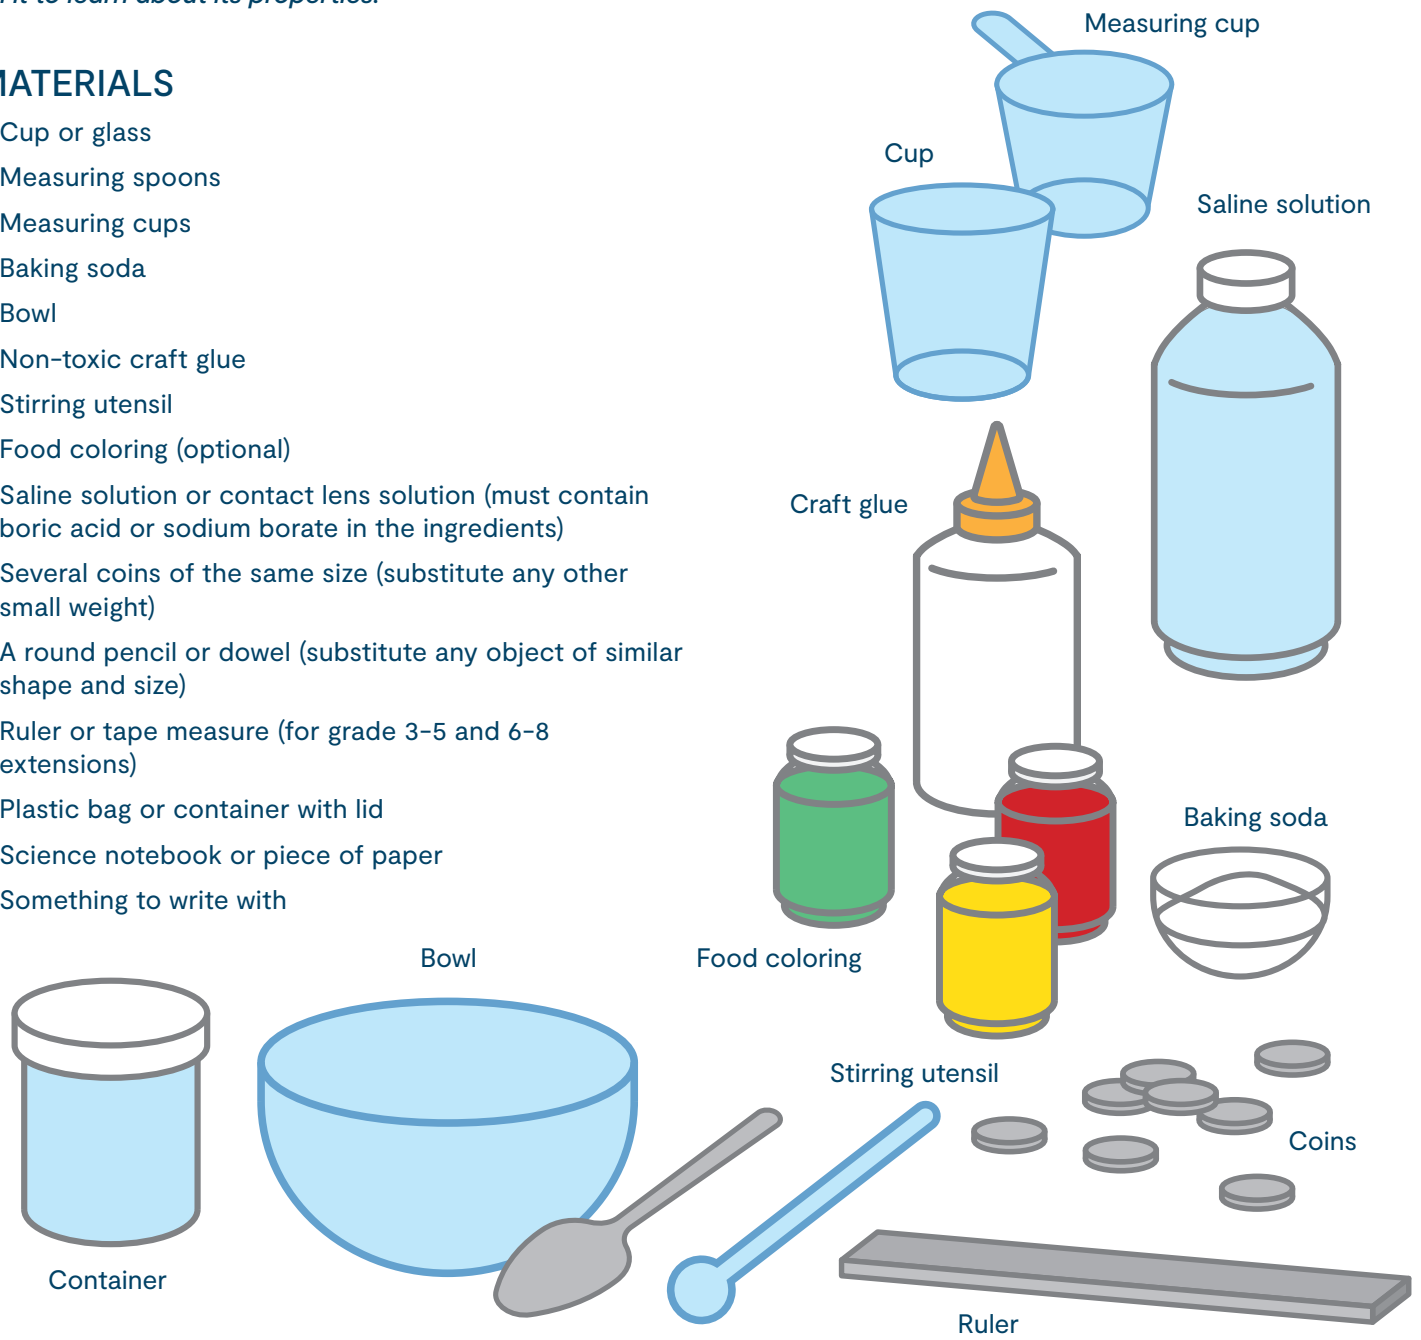 to learn about its properties.
MATERIALS
Cup or glass
Measuring spoons
Measuring cups
Baking soda
Bowl
Non-toxic craft glue
Stirring utensil
Food coloring (optional)
Saline solution or contact lens solution (must contain
boric acid or sodium borate in the ingredients)
Several coins of the same size (substitute any other
small weight)
A round pencil or dowel (substitute any object of similar
shape and size)
Ruler or tape measure (for grade 3-5 and 6-8
extensions)
Plastic bag or container with lid
Science notebook or piece of paper
Something to write with
Measuring cup
Cup
Saline solution
Craft glue
Baking soda
Food coloring
Bowl
Stirring utensil
Coins
Container
Ruler